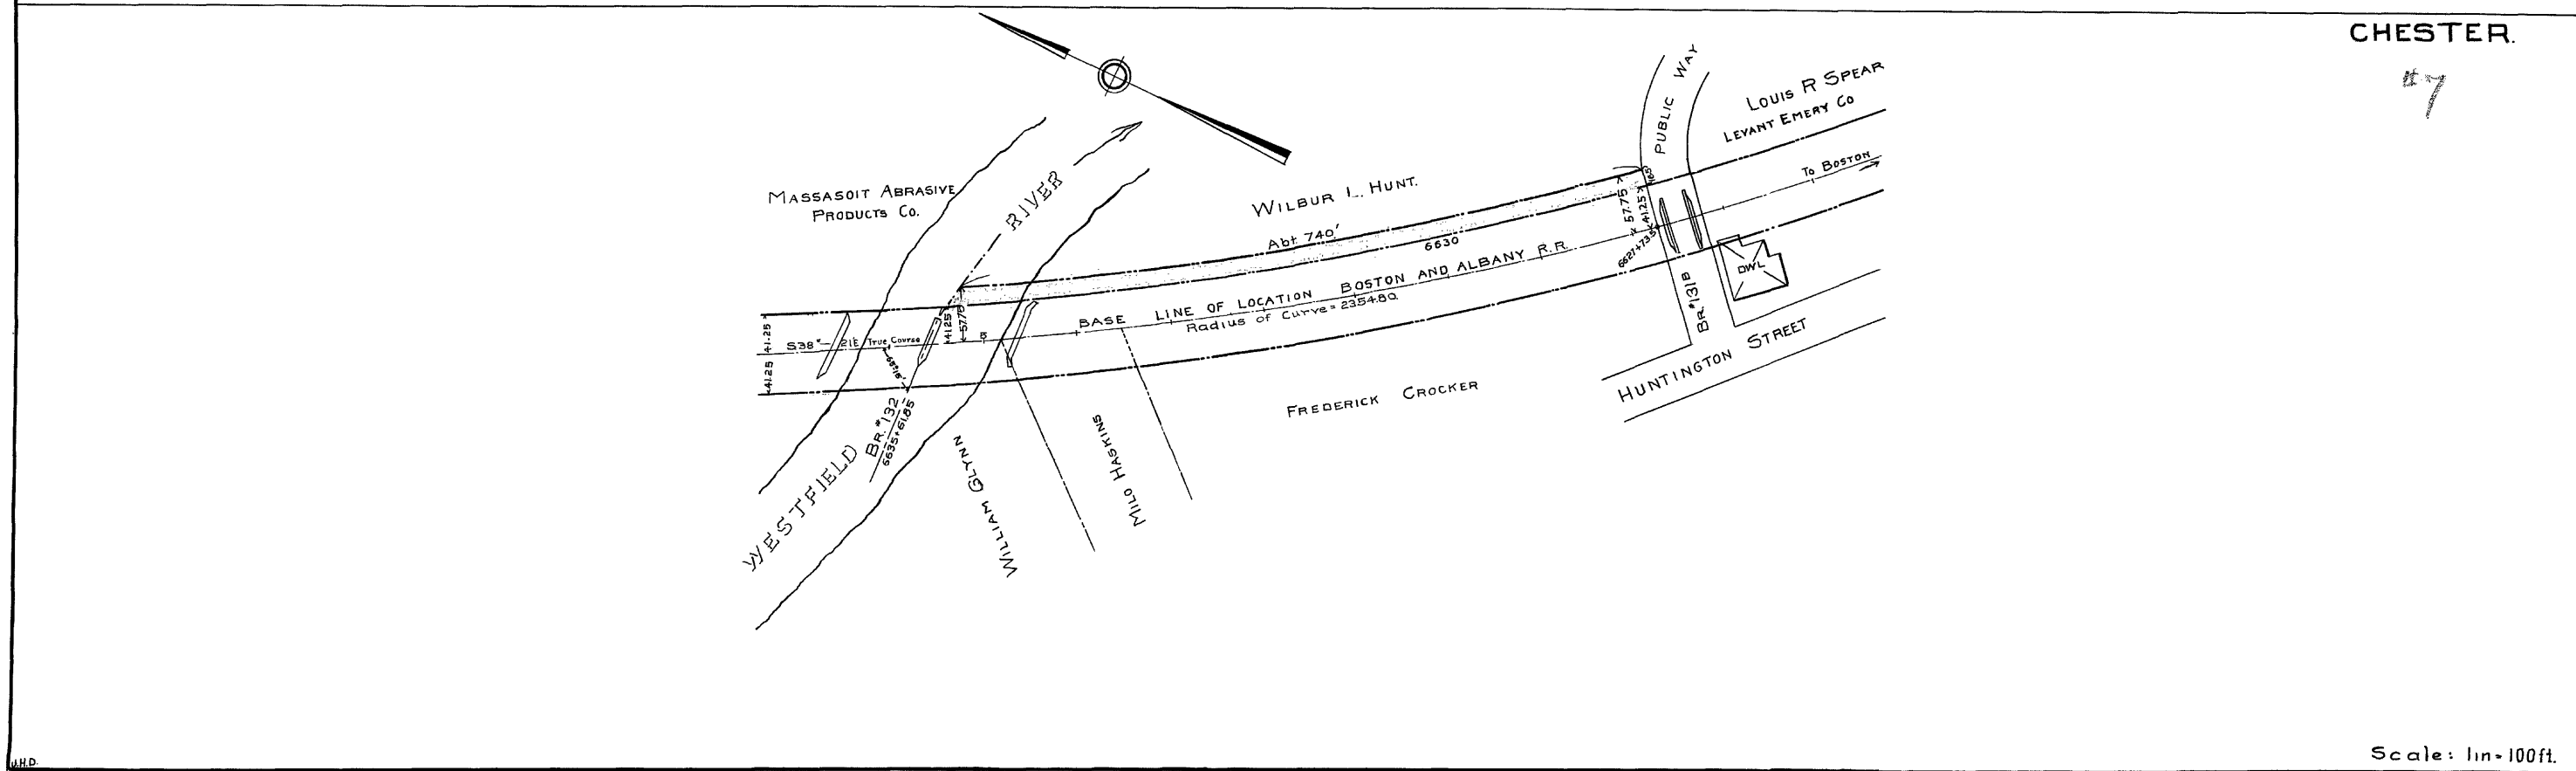 CHESTER.
#7
PUBLIC WAY
LOUIS R SPEAR
LEVANT EMERY CO
To BOSTON
MASSASOIT ABRASIVE
PRODUCTS Co.
RIVER
WILBUR L. HUNT.
Abt 740'
6630
57.75
41.25
6627+73.5
BASE LINE OF LOCATION BOSTON AND ALBANY R.R.
Radius of Curve = 2354.80
41.25
41.25
S38°-21'E True Course
41.25
57.75
DWL
BR. #131B
HUNTINGTON STREET
FREDERICK CROCKER
WESTFIELD
BR. #132
6635+61.85
WILLIAM GLYNN
MILO HASKINS
U.H.D.
Scale: 1in=100ft.